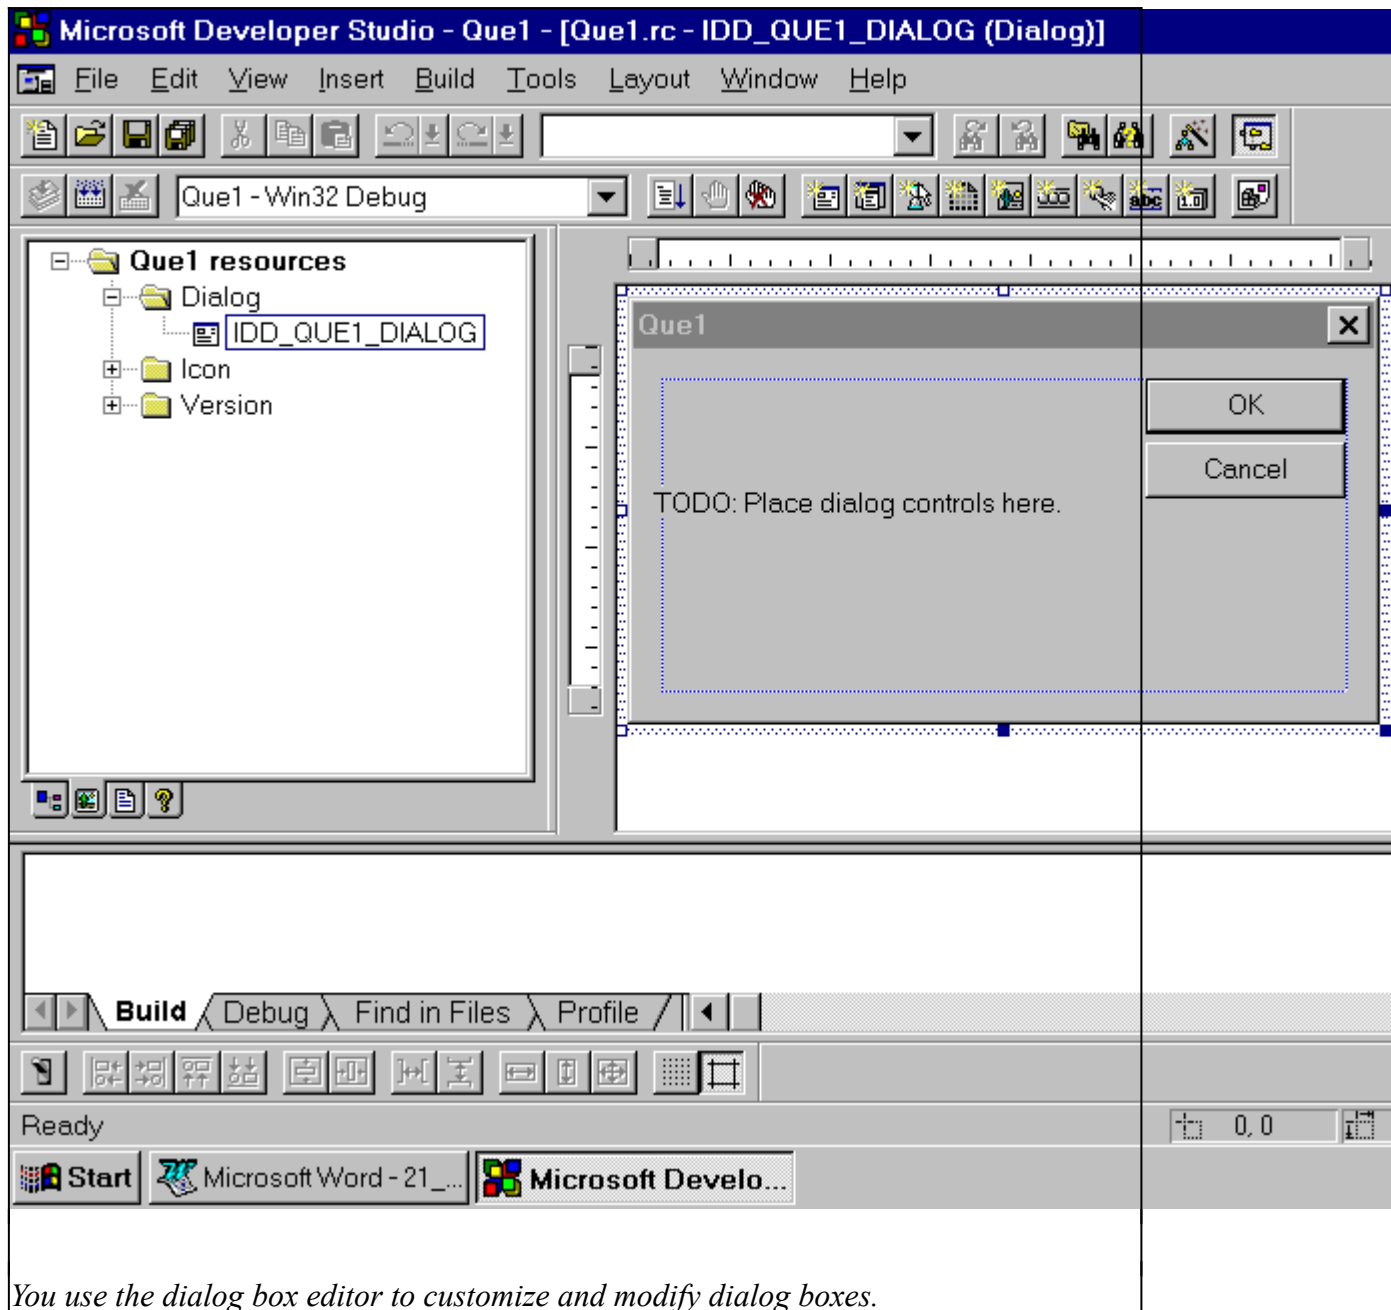 Microsoft Developer Studio - Que1 - [Que1.rc - IDD_QUE1_DIALOG (Dialog)]
File Edit View Insert Build Tools Layout Window Help
Que1 - Win32 Debug
abc 1.0
Que1 resources
Dialog
IDD_QUE1_DIALOG
Icon
Version
Que1
OK
Cancel
TODO: Place dialog controls here.
Build Debug Find in Files Profile
Ready 0, 0
Start Microsoft Word - 21_... Microsoft Develo...
You use the dialog box editor to customize and modify dialog boxes.